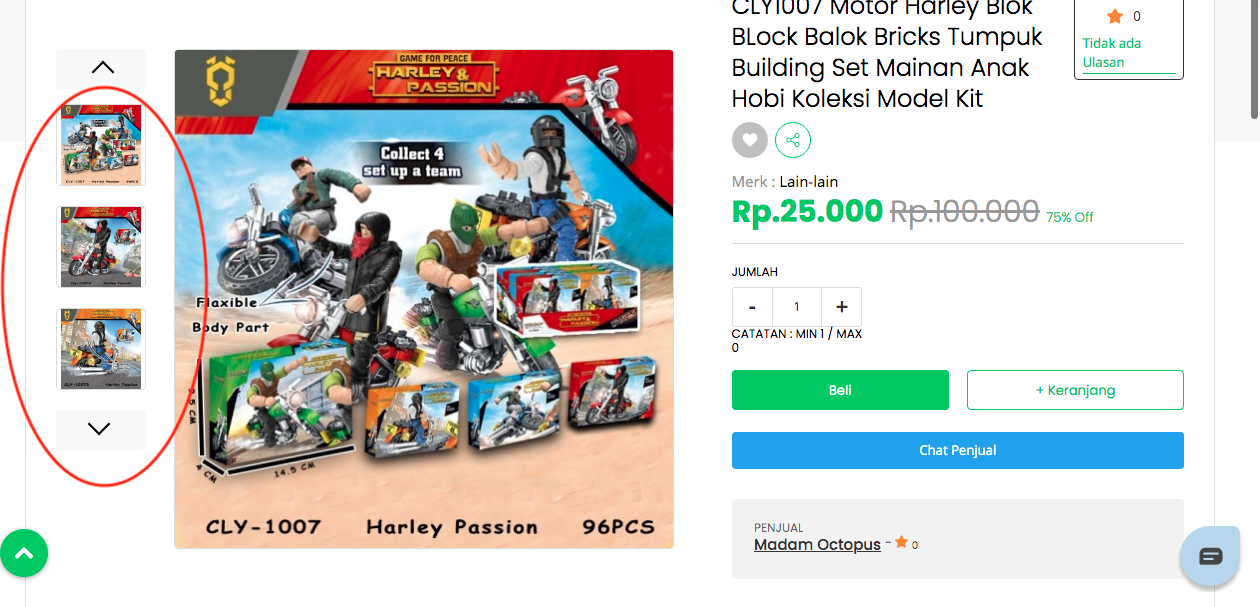 CLY1007 Motor Harley Blok
BLock Balok Bricks Tumpuk
Building Set Mainan Anak
Hobi Koleksi Model Kit
0
Tidak ada
Ulasan
Merk : Lain-lain
Rp.25.000 Rp.100.000 75% Off
JUMLAH
- 1 +
CATATAN : MIN 1 / MAX
0
Beli
+ Keranjang
Chat Penjual
PENJUAL
Madam Octopus - 0
GAME FOR PEACE
HARLEY &
PASSION
Collect 4
set up a team
Flaxible
Body Part
4 CM
14.5 CM
CLY-1007 Harley Passion 96PCS